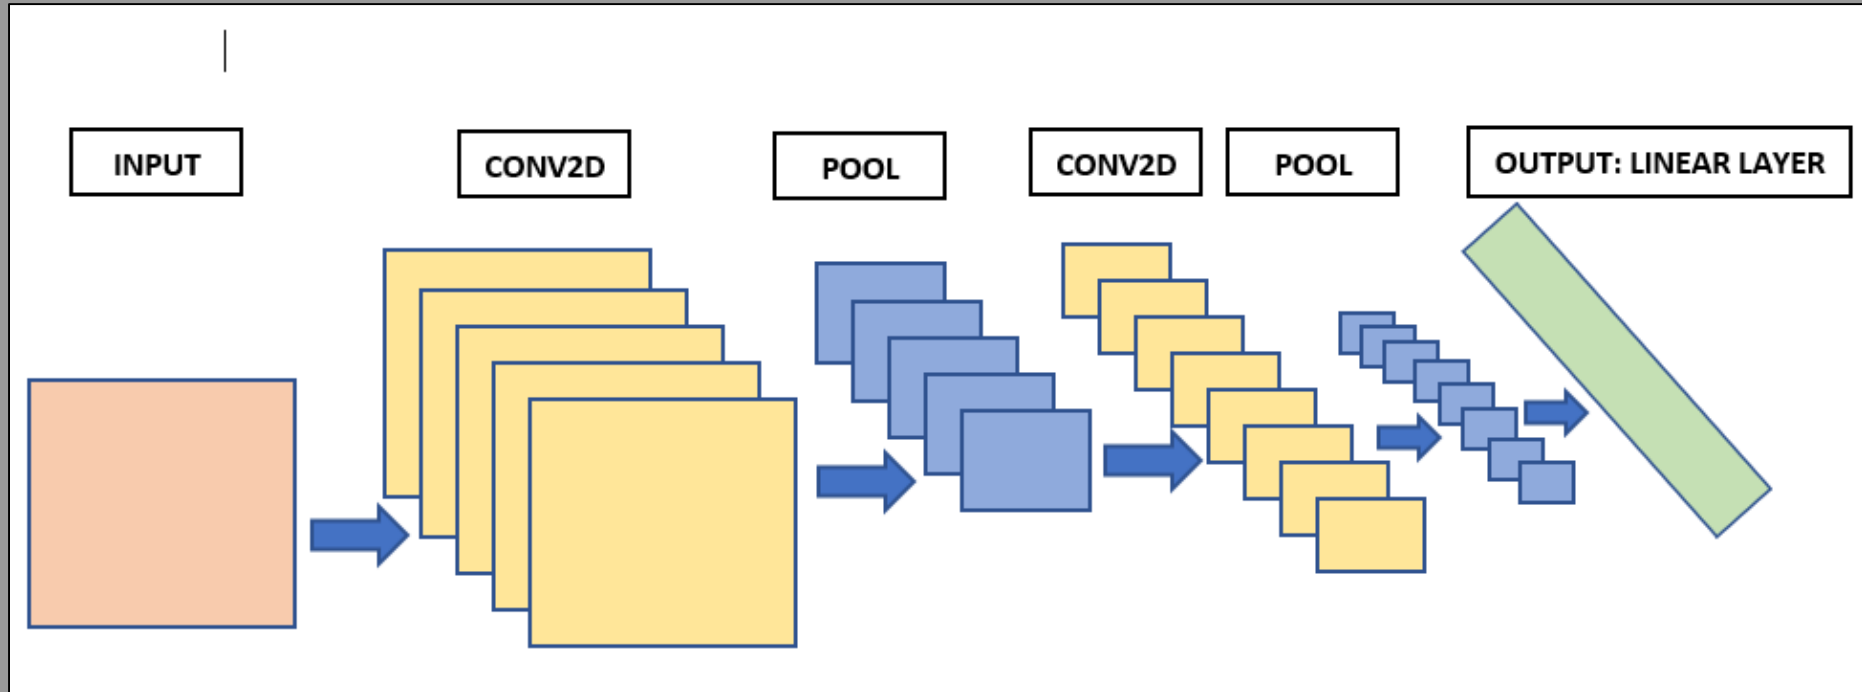 INPUT
CONV2D
POOL
CONV2D
POOL
OUTPUT: LINEAR LAYER